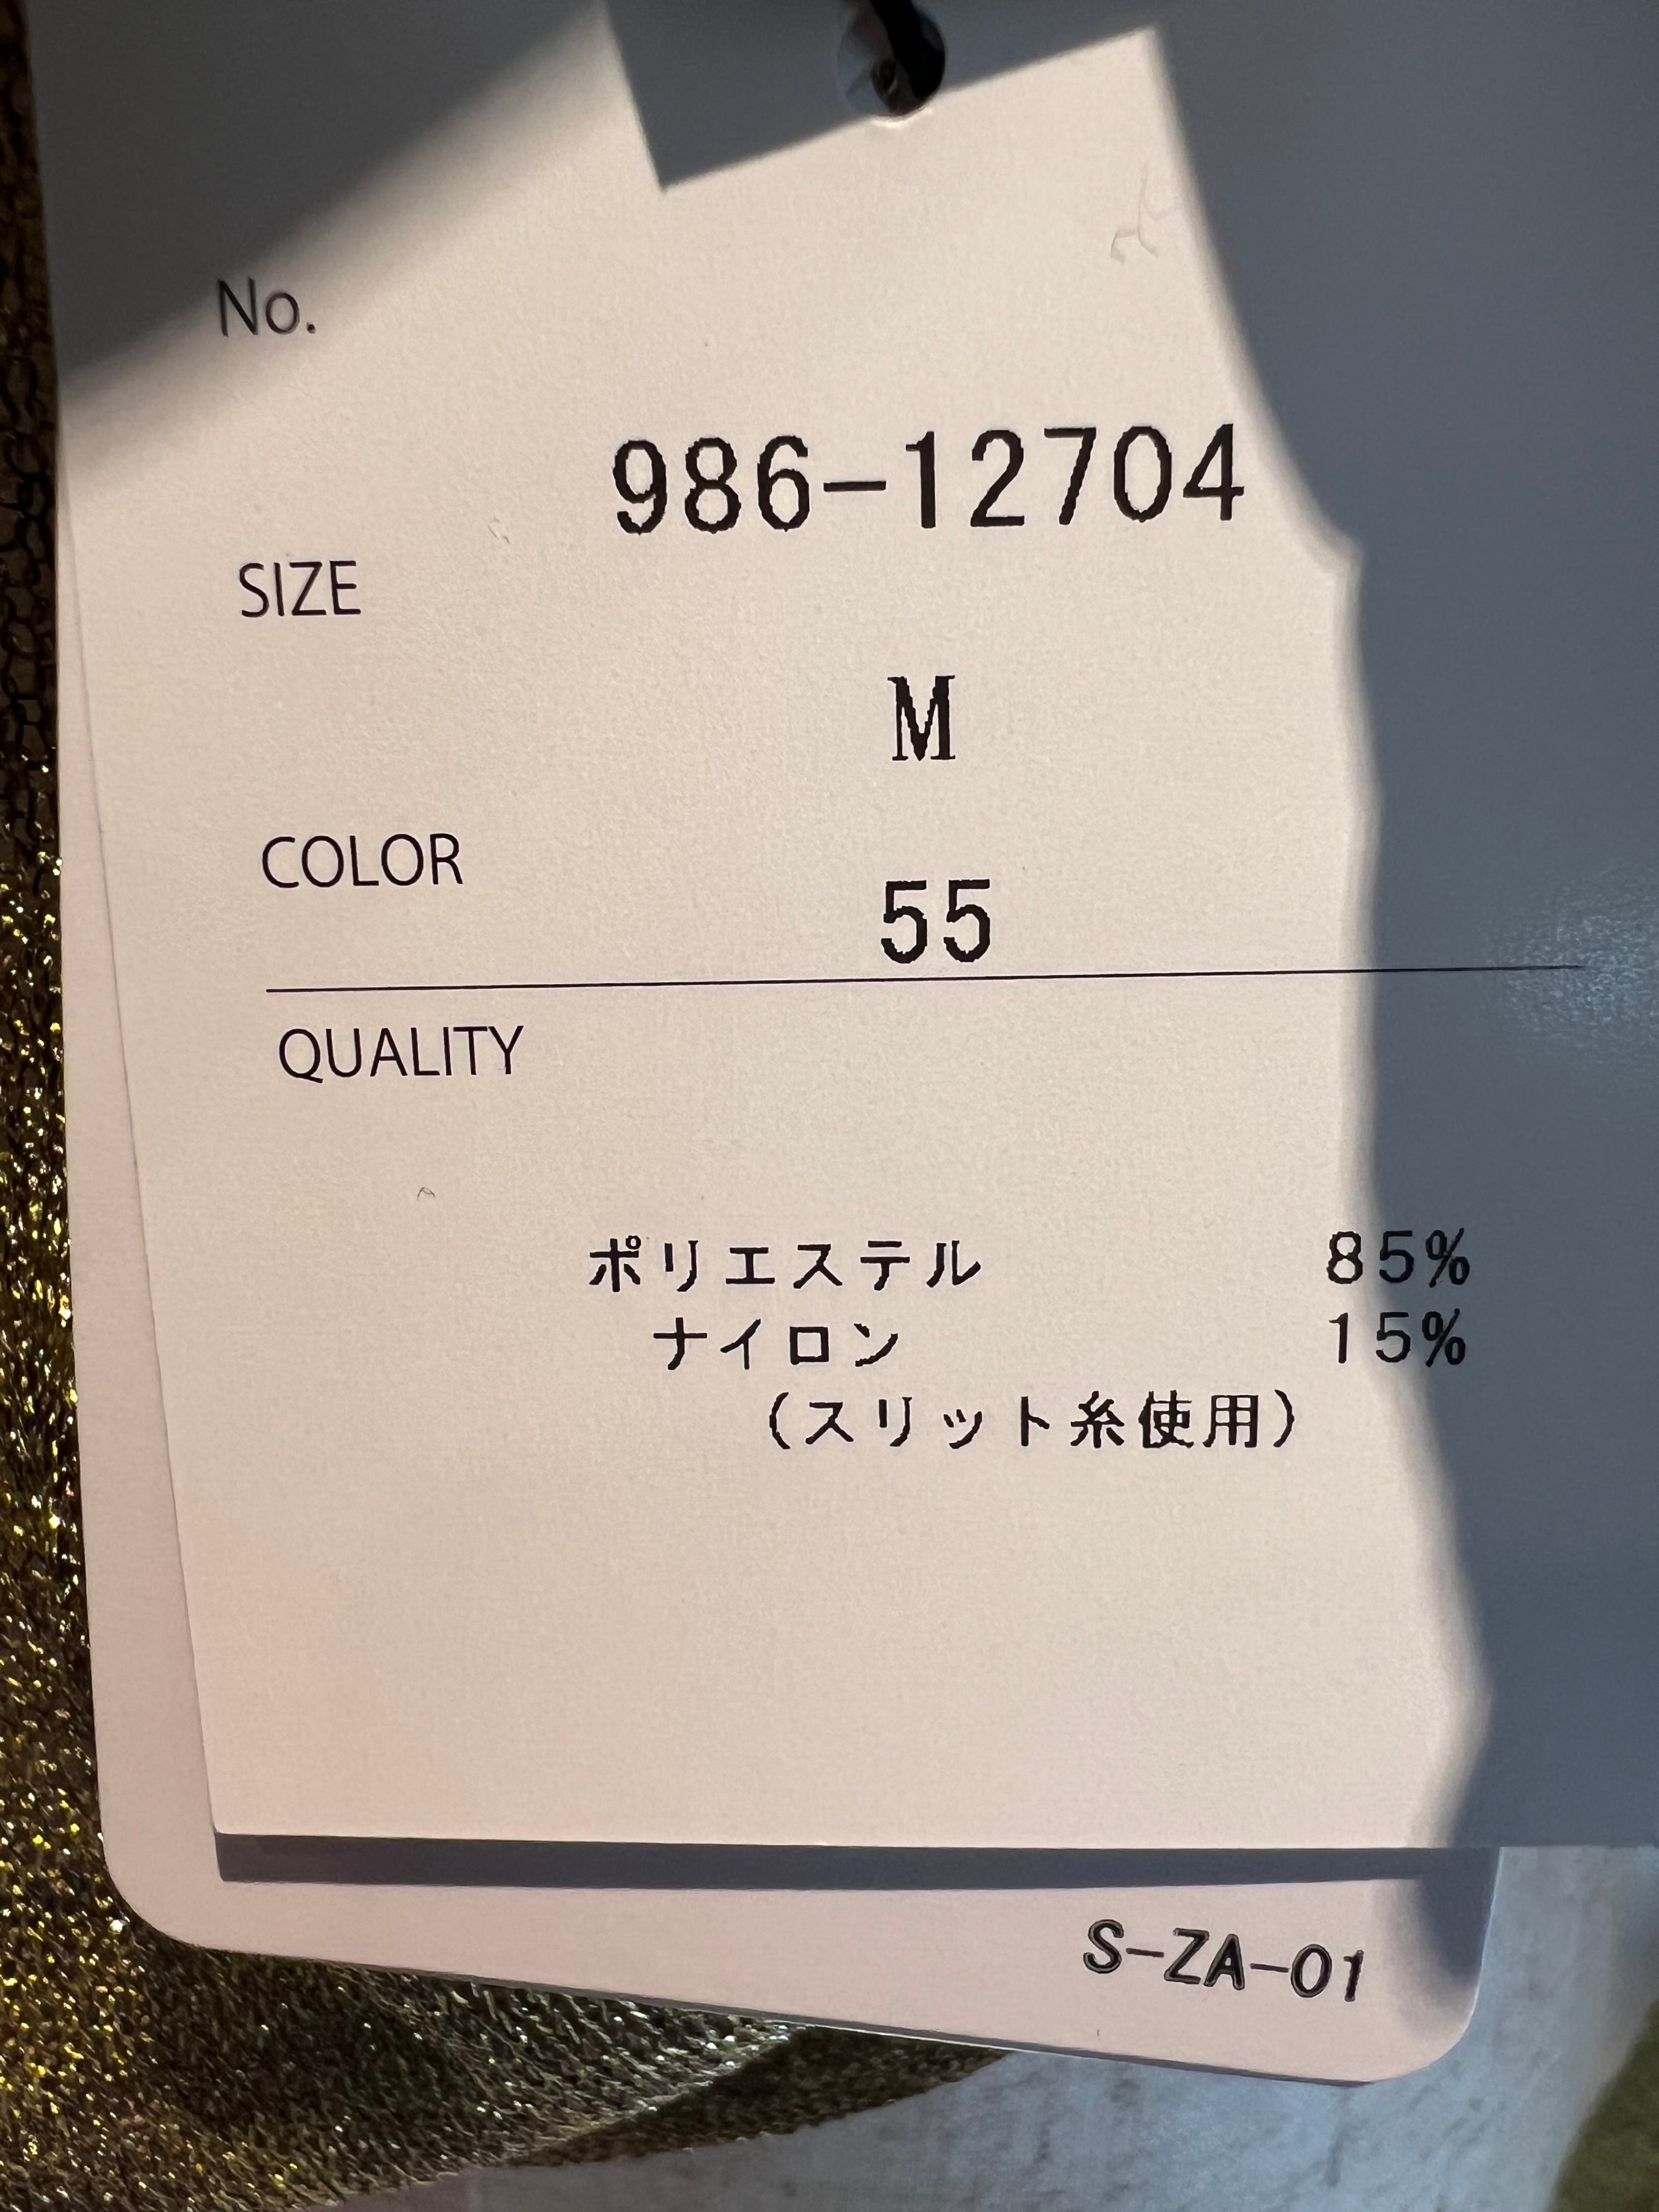 No.
986-12704
SIZE
M
COLOR
55
QUALITY
ポリエステル 85%
ナイロン 15%
(スリット糸使用)
S-ZA-01